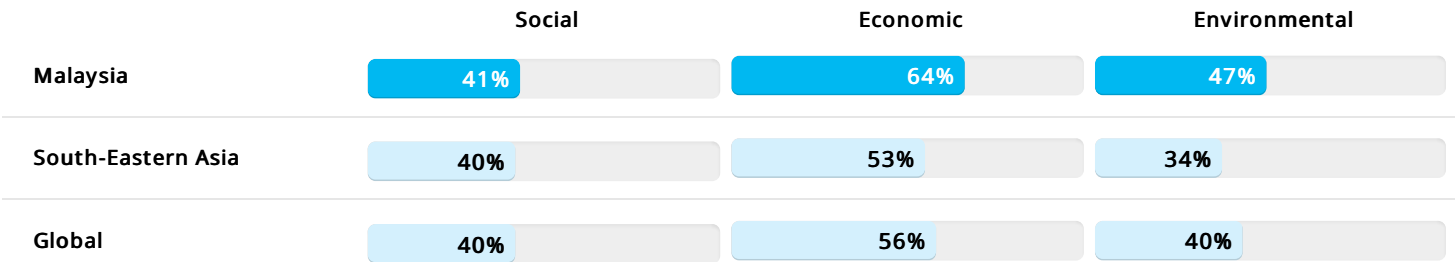 Social Economic Environmental
Malaysia 41% 64% 47%
South-Eastern Asia 40% 53% 34%
Global 40% 56% 40%